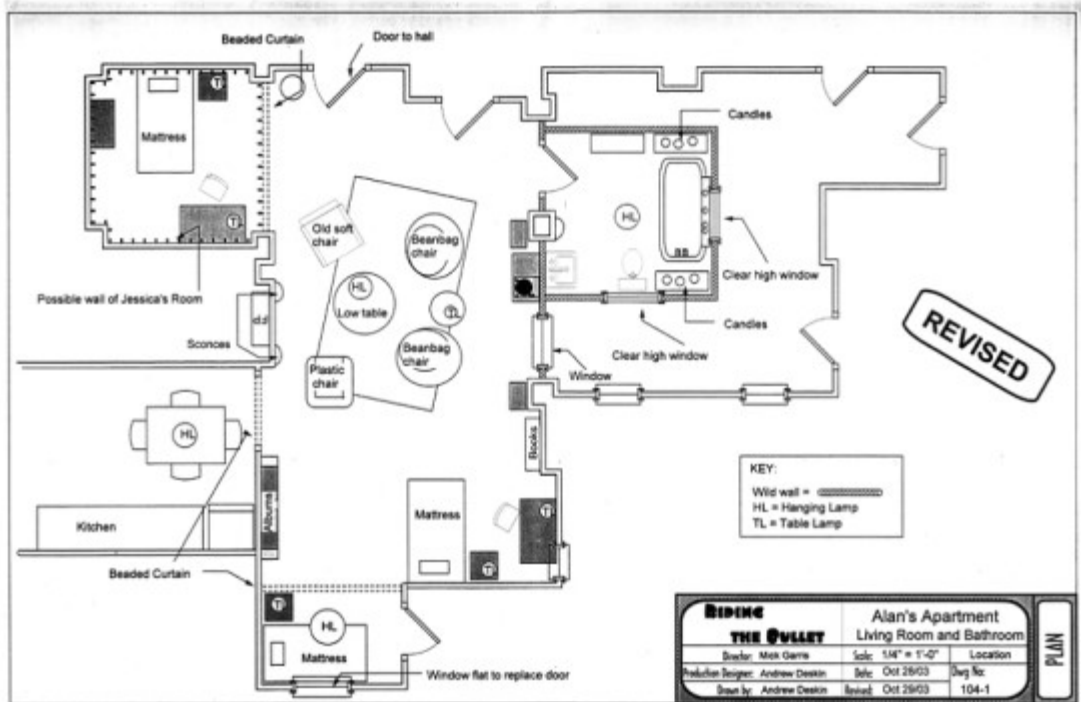 Beaded Curtain
Door to hall
Mattress
Candles
Old soft
chair
Beanbag
chair
HL
Low table
HL
Clear high window
Possible wall of Jessica's Room
Sconces
Beanbag
chair
Plastic
chair
Clear high window
Candles
Window
REVISED
HL
Books
Albums
Mattress
Kitchen
Beaded Curtain
HL
Mattress
Window flat to replace door
KEY:
Wild wall =
HL = Hanging Lamp
TL = Table Lamp
RIDING
THE BULLET
Alan's Apartment
Living Room and Bathroom
Director: Mick Garris
Scale: 1/4" = 1'-0"
Location
Production Designer: Andrew Deskin
Date: Oct 28/03
Dwg No:
Drawn by: Andrew Deskin
Revised: Oct 29/03
104-1
PLAN